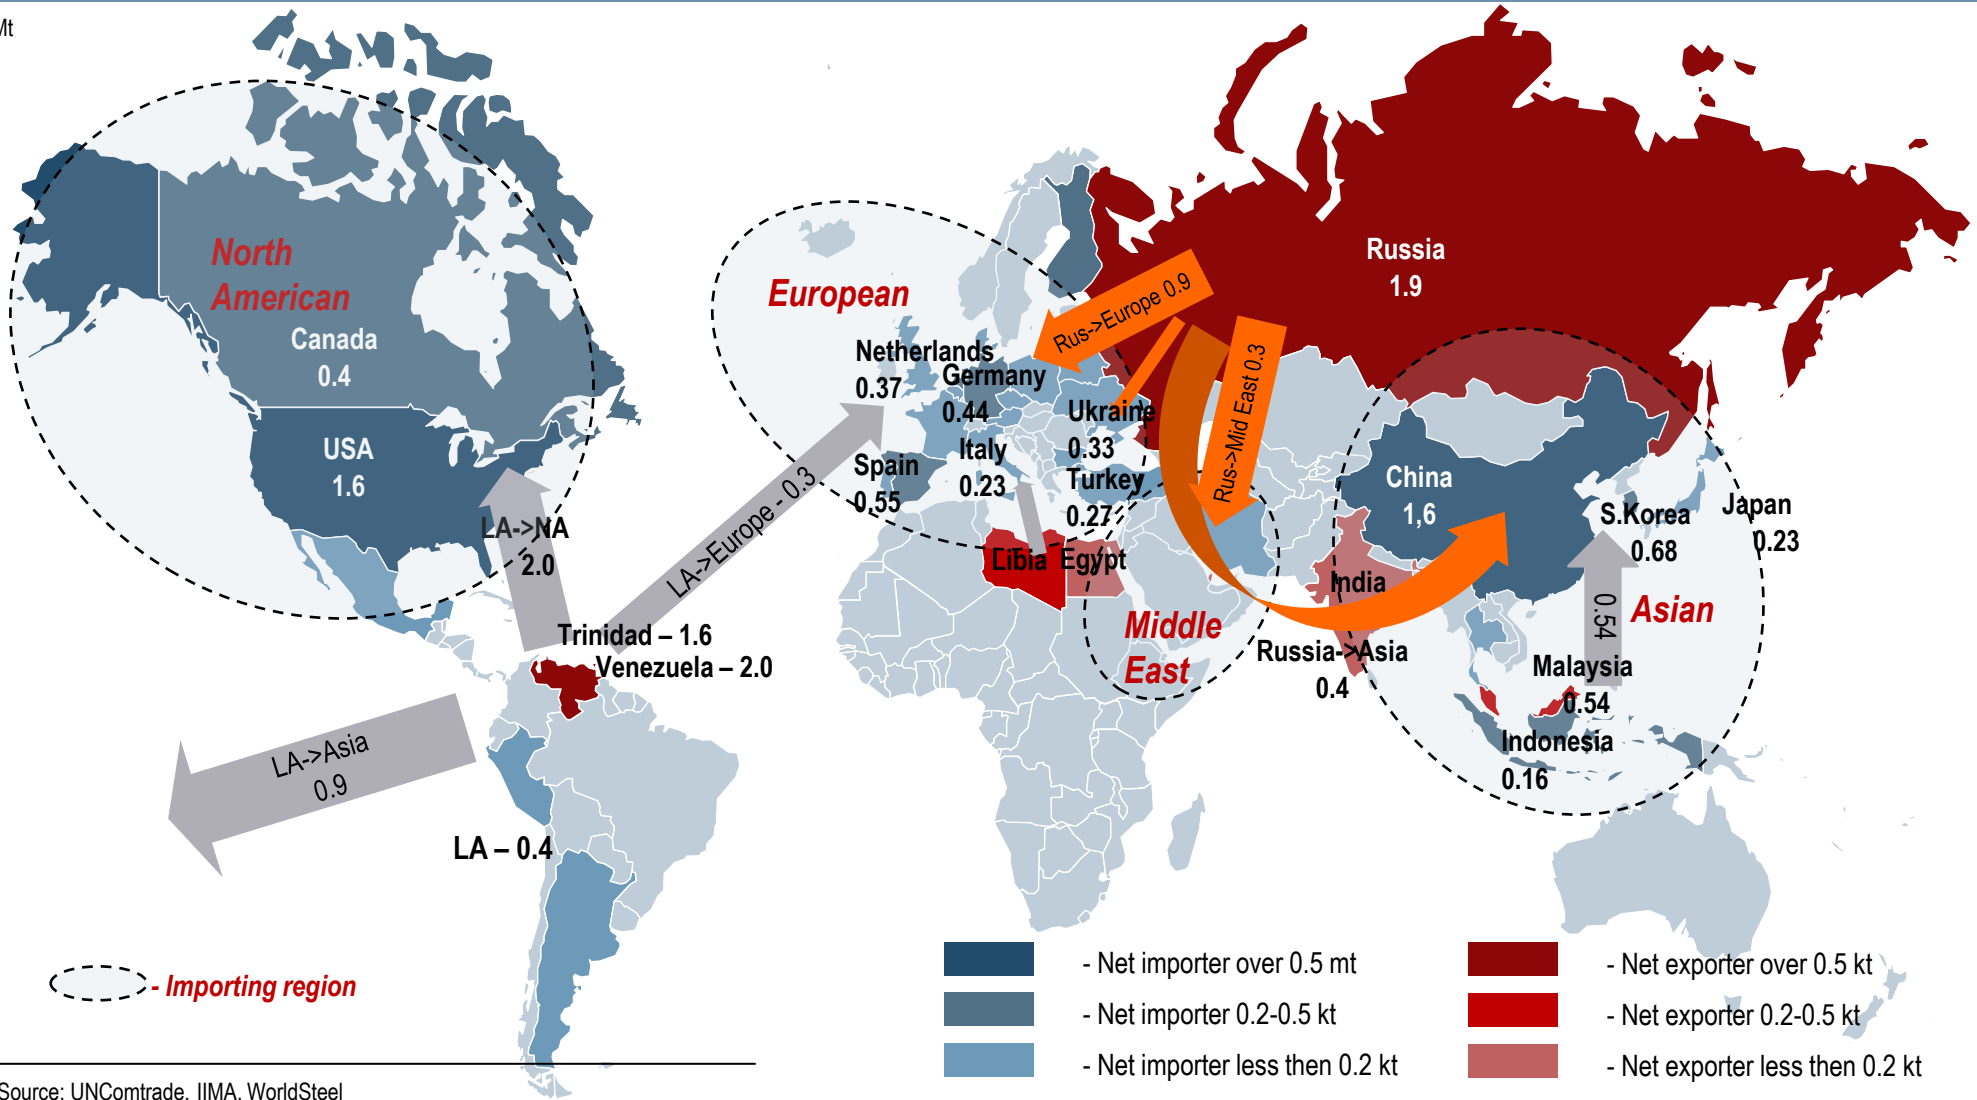 Mt
North
American
Canada
0.4
USA
1.6
European
Netherlands
0.37
Germany
0.44
Spain
0.55
Italy
0.23
Ukraine
0.33
Turkey
0.27
Rus->Europe 0.9
Rus->Mid East 0.3
Russia
1.9
China
1,6
S.Korea
0.68
Japan
0.23
LA->NA
2.0
LA->Europe - 0.3
Libia
Egypt
India
0.54
Asian
Middle
East
Russia->Asia
0.4
Malaysia
0.54
Indonesia
0.16
Trinidad – 1.6
Venezuela – 2.0
LA->Asia
0.9
LA – 0.4
- Importing region
- Net importer over 0.5 mt
- Net importer 0.2-0.5 kt
- Net importer less then 0.2 kt
- Net exporter over 0.5 kt
- Net exporter 0.2-0.5 kt
- Net exporter less then 0.2 kt
Source: UNComtrade, IIMA, WorldSteel